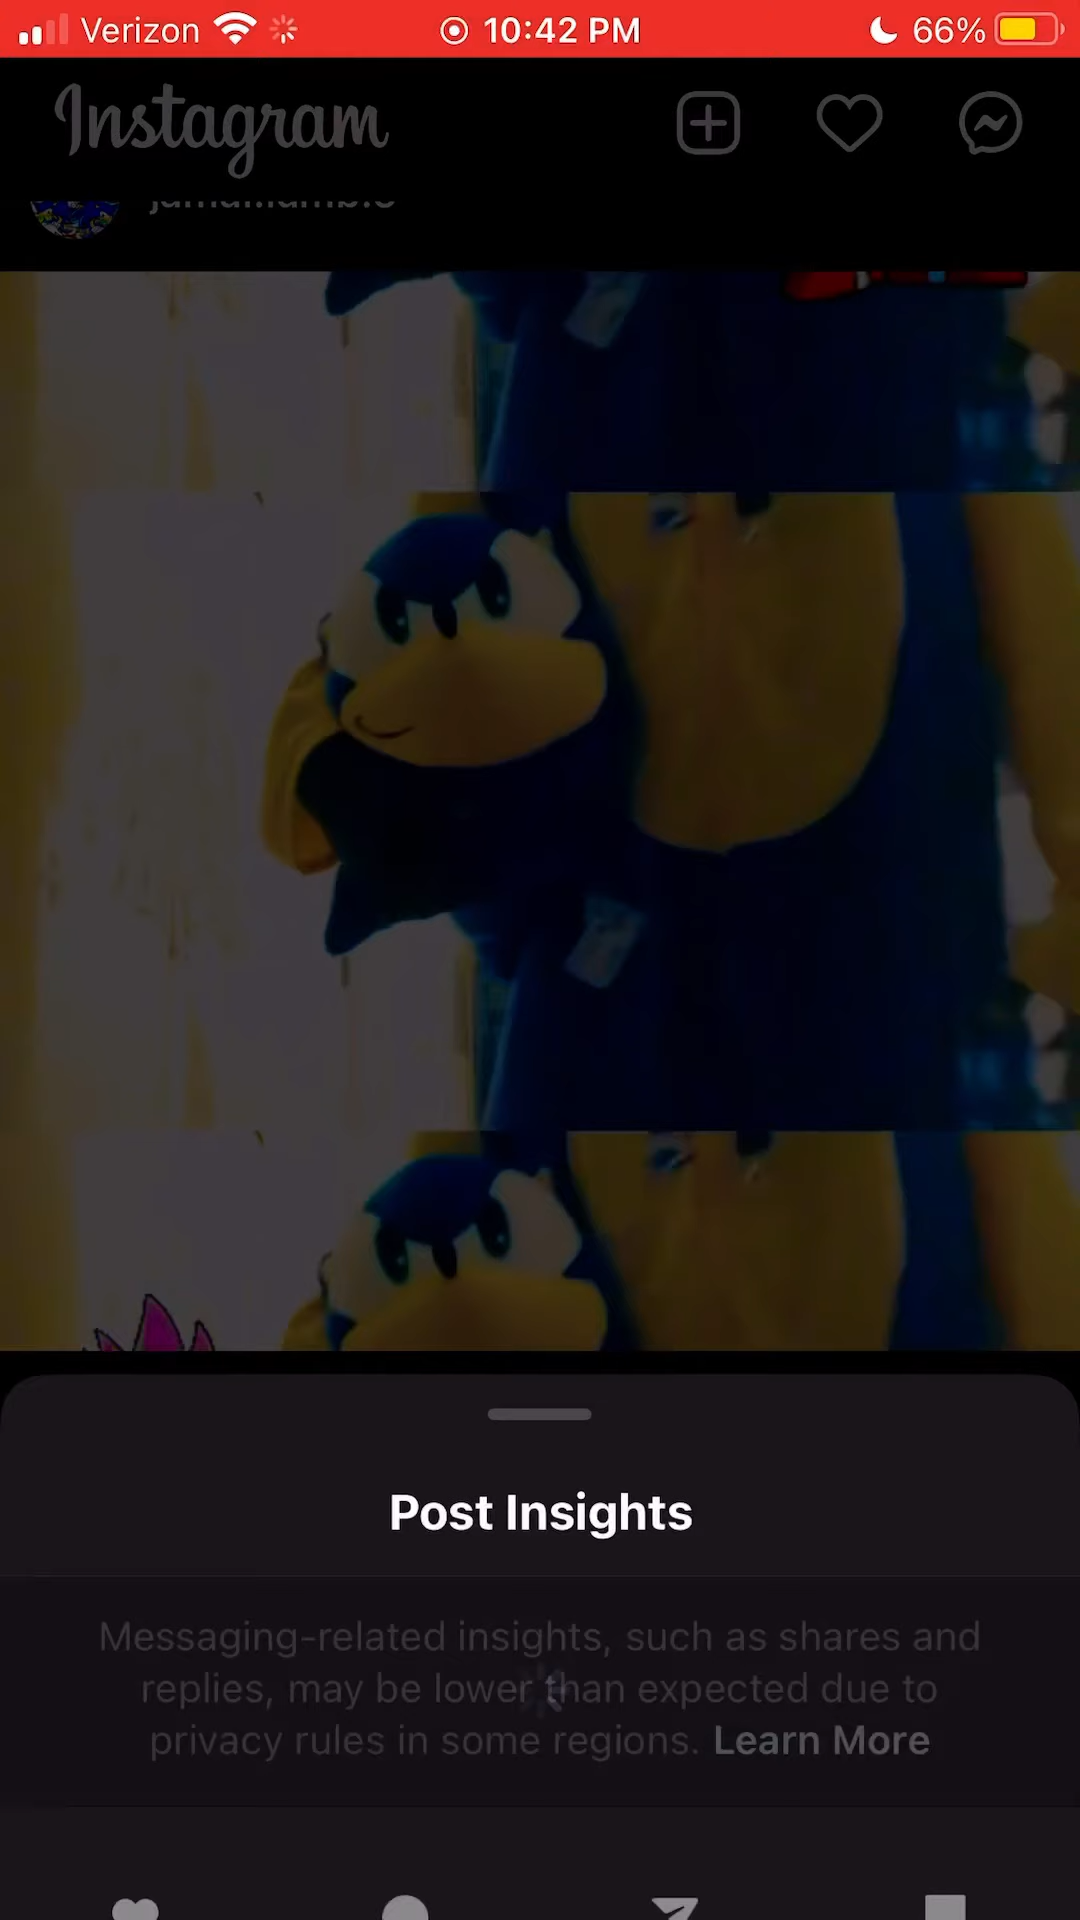 Verizon 10:42 PM 66%
Instagram
Post Insights
Messaging-related insights, such as shares and
replies, may be lower than expected due to
privacy rules in some regions. Learn More